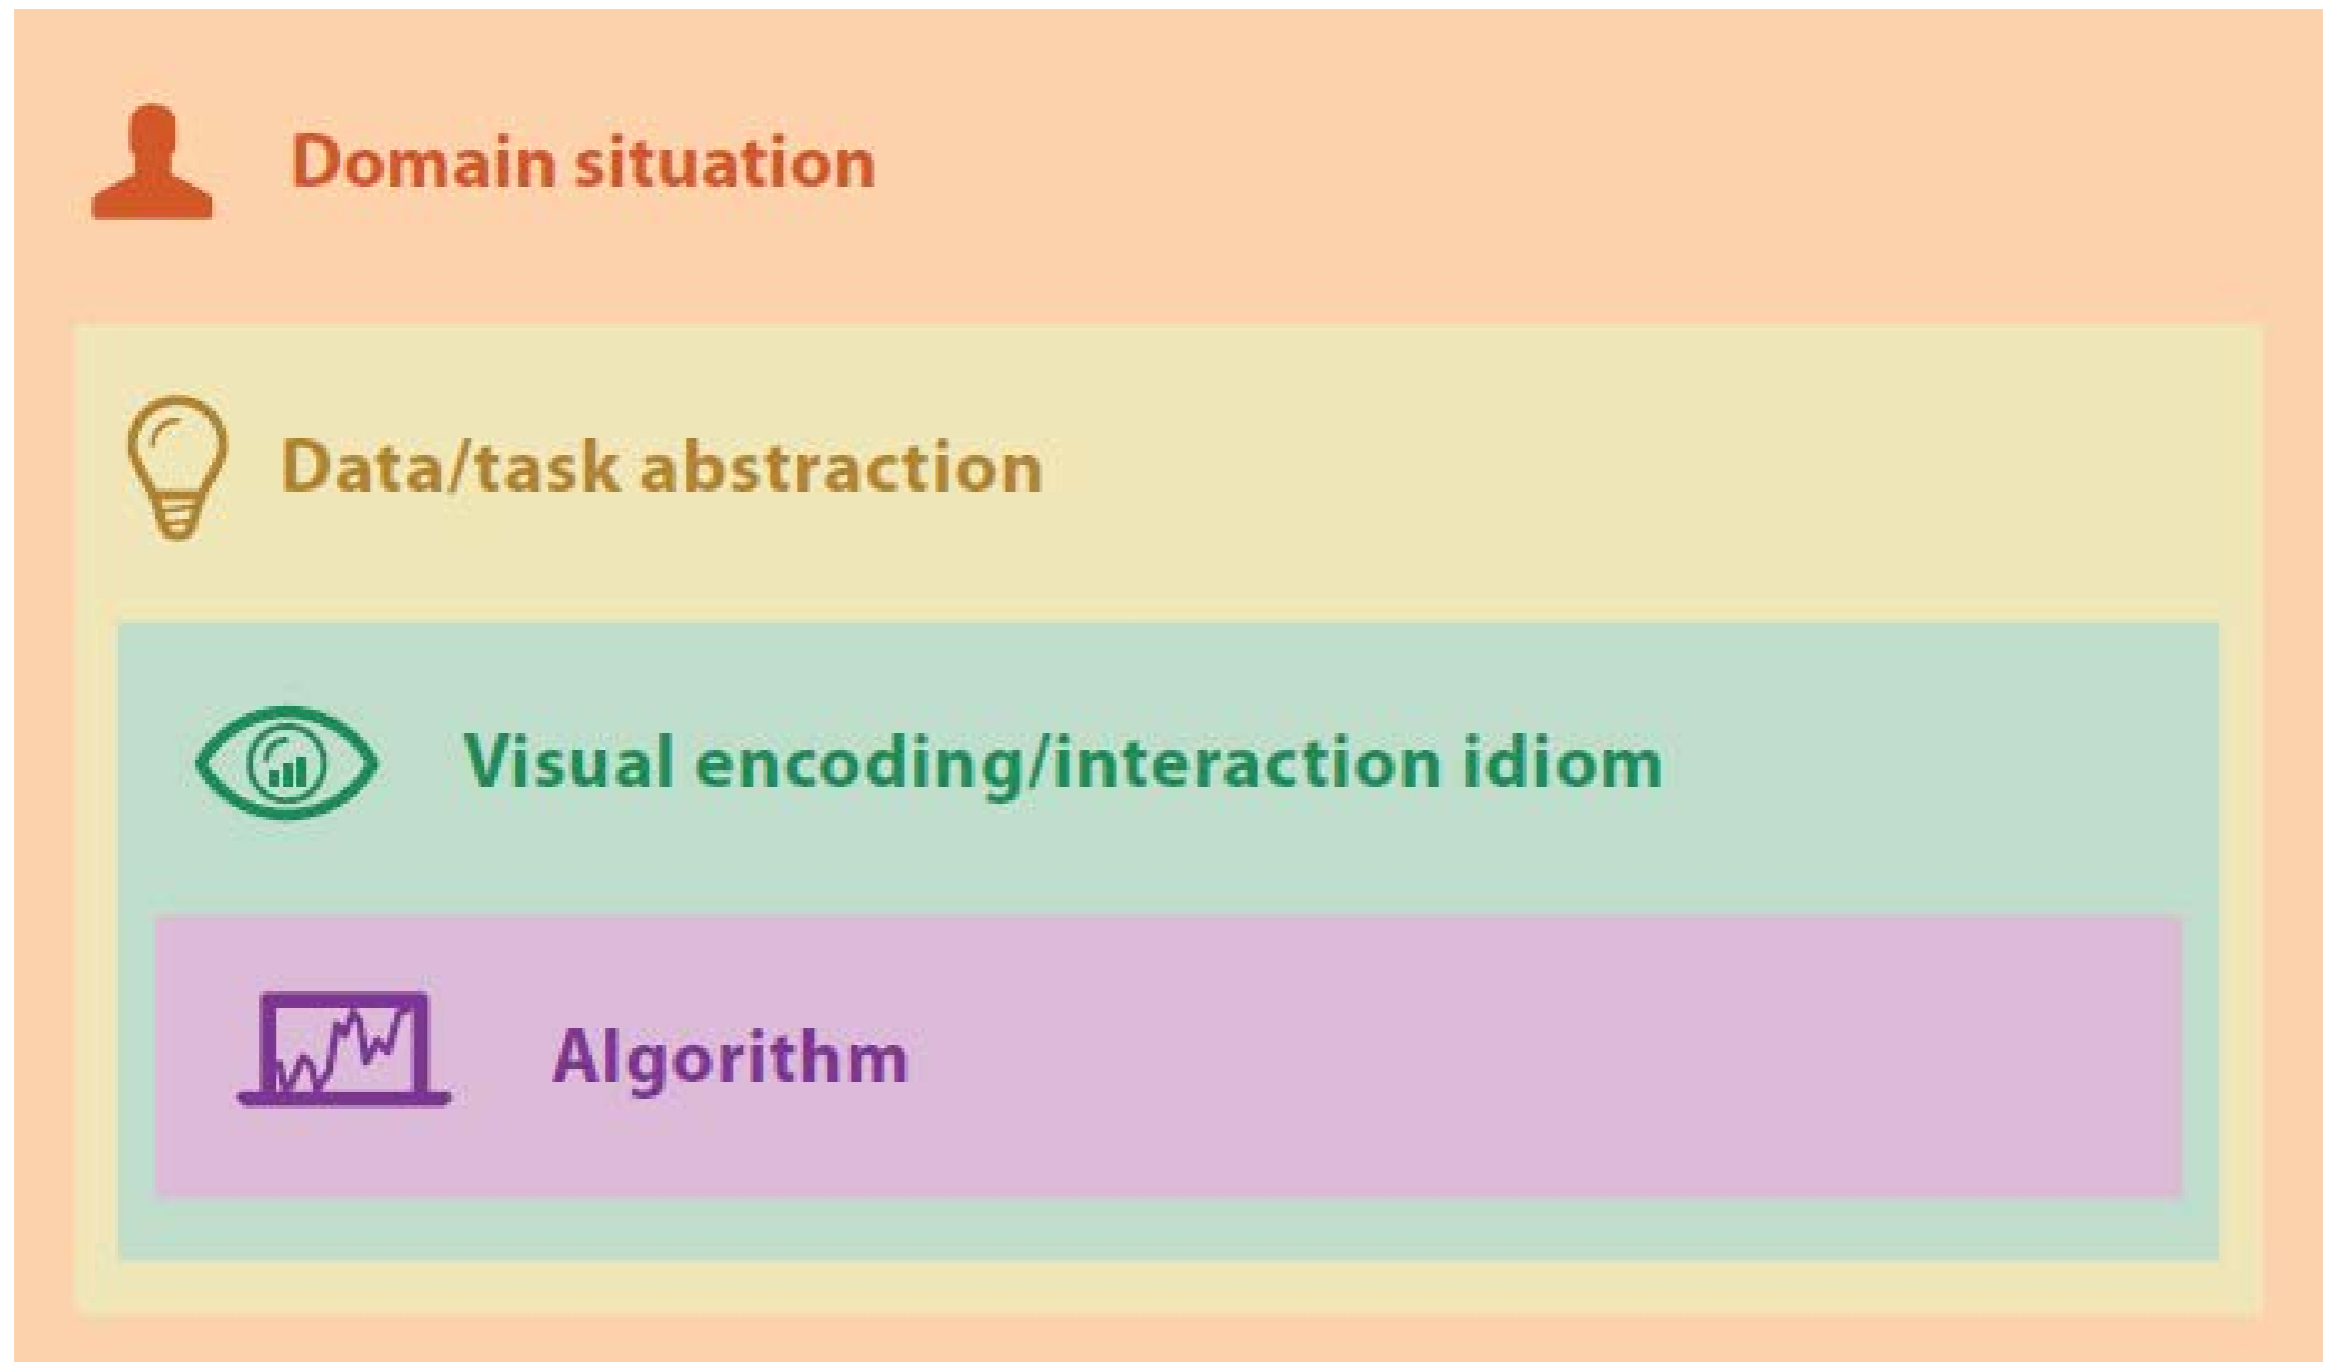 Domain situation
Data/task abstraction
Visual encoding/interaction idiom
Algorithm